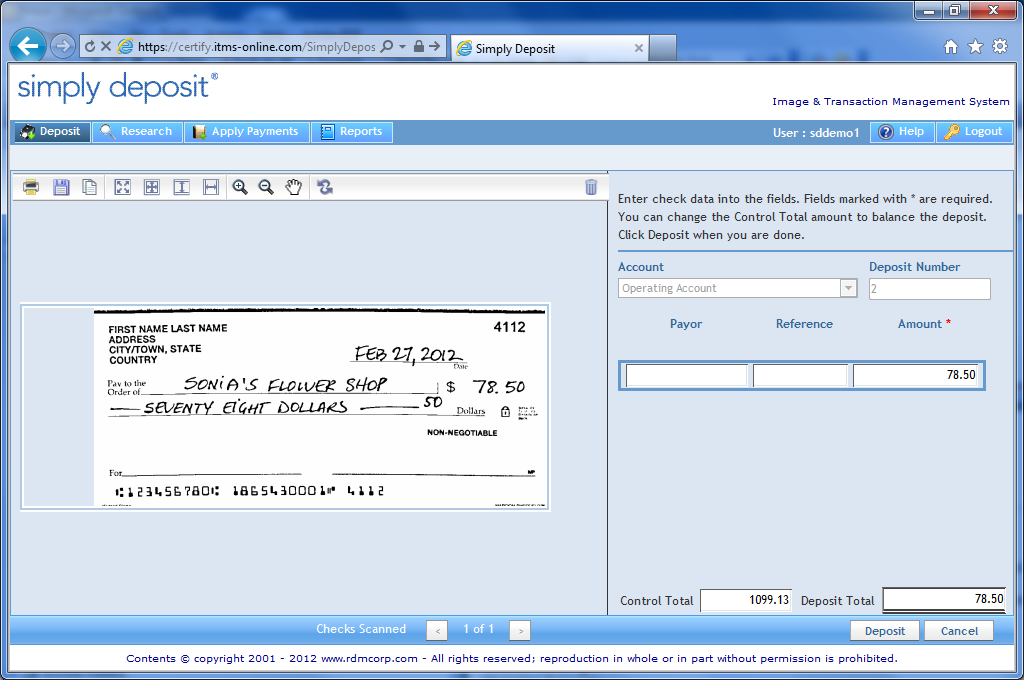 https://certify.itms-online.com/SimplyDepos
Simply Deposit
simply deposit®
Image & Transaction Management System
Deposit Research Apply Payments Reports User : sddemo1 Help Logout
Enter check data into the fields. Fields marked with * are required.
You can change the Control Total amount to balance the deposit.
Click Deposit when you are done.
Account Deposit Number
Operating Account 2
Payor Reference Amount *
78.50
FIRST NAME LAST NAME 4112
ADDRESS
CITY/TOWN, STATE
COUNTRY
FEB 27, 2012
Date
Pay to the
Order of SONIA'S FLOWER SHOP $ 78.50
SEVENTY EIGHT DOLLARS 50 Dollars
NON-NEGOTIABLE
For MP
⑆123456780⑆ 1865430001⑈ 4112
Control Total 1099.13 Deposit Total 78.50
Checks Scanned < 1 of 1 > Deposit Cancel
Contents © copyright 2001 - 2012 www.rdmcorp.com - All rights reserved; reproduction in whole or in part without permission is prohibited.